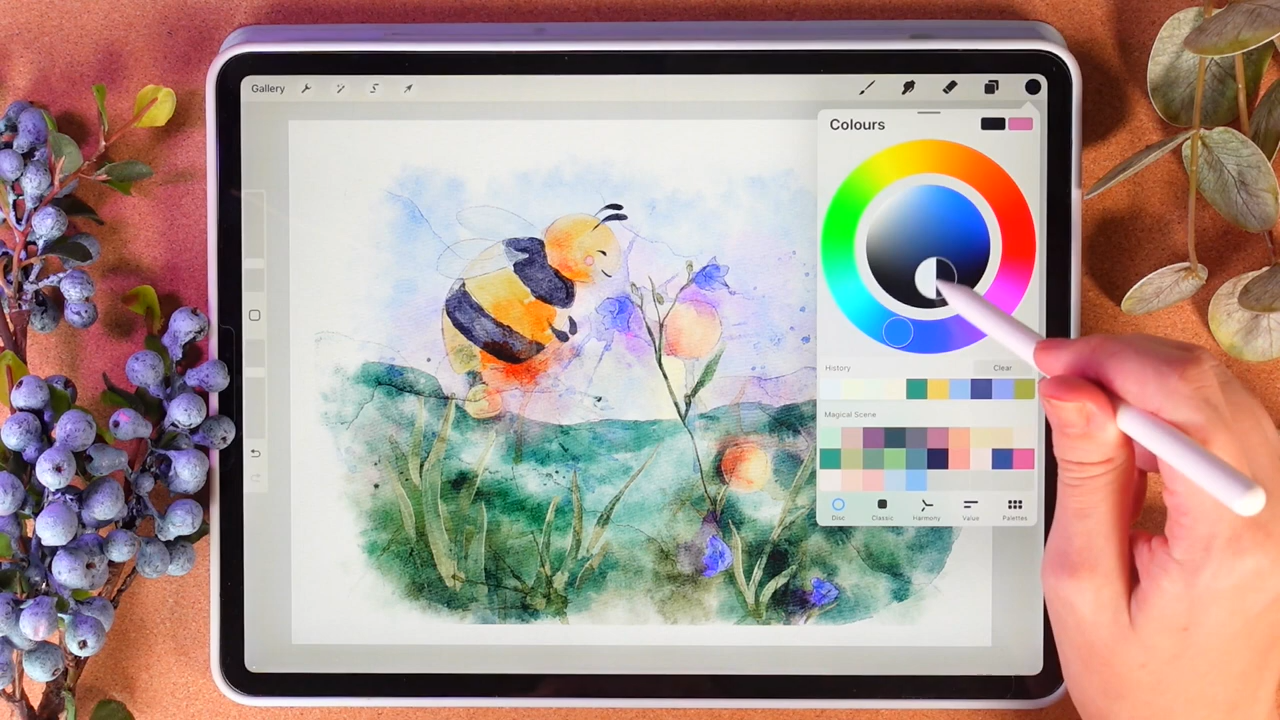 Gallery
Colours
History
Clear
Magical Scene
Disc
Classic
Harmony
Value
Palettes